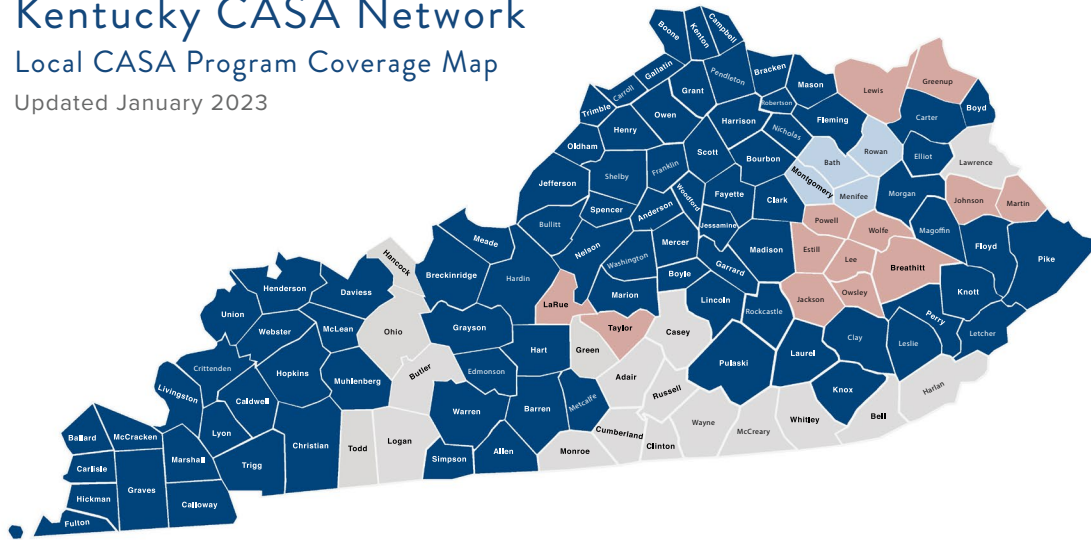 Kentucky CASA Network
Local CASA Program Coverage Map
Updated January 2023
Boone
Kenton
Campbell
Gallatin
Pendleton
Bracken
Carroll
Grant
Mason
Lewis
Greenup
Trimble
Owen
Robertson
Harrison
Fleming
Carter
Boyd
Henry
Nicholas
Oldham
Scott
Bourbon
Bath
Rowan
Elliot
Lawrence
Jefferson
Shelby
Franklin
Montgomery
Menifee
Morgan
Johnson
Martin
Spencer
Anderson
Woodford
Fayette
Clark
Bullitt
Jessamine
Powell
Wolfe
Magoffin
Floyd
Pike
Meade
Nelson
Washington
Mercer
Madison
Estill
Lee
Breathitt
Hancock
Breckinridge
Hardin
Boyle
Garrard
Henderson
Daviess
LaRue
Marion
Lincoln
Rockcastle
Jackson
Owsley
Knott
Union
Webster
McLean
Ohio
Grayson
Taylor
Casey
Perry
Letcher
Hart
Green
Pulaski
Laurel
Clay
Leslie
Crittenden
Hopkins
Muhlenberg
Butler
Edmonson
Adair
Russell
Knox
Harlan
Livingston
Caldwell
Warren
Barren
Metcalfe
Wayne
McCreary
Whitley
Bell
Ballard
McCracken
Lyon
Christian
Todd
Logan
Cumberland
Clinton
Carlisle
Marshall
Trigg
Simpson
Allen
Monroe
Hickman
Graves
Calloway
Fulton